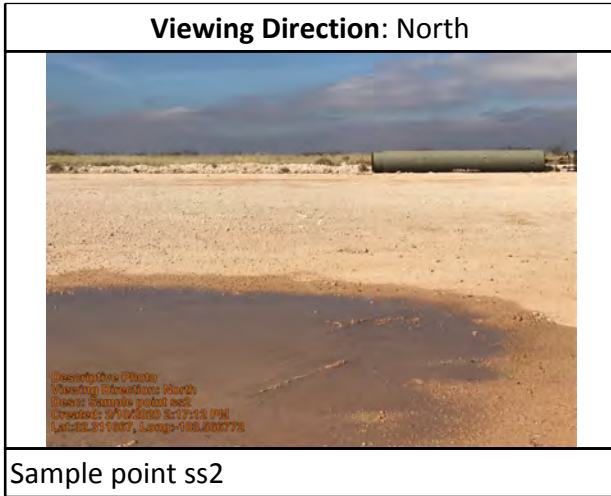 Viewing Direction: North
Descriptive Photo
Viewing Direction: North
Desc: Sample point ss2
Sample point ss2